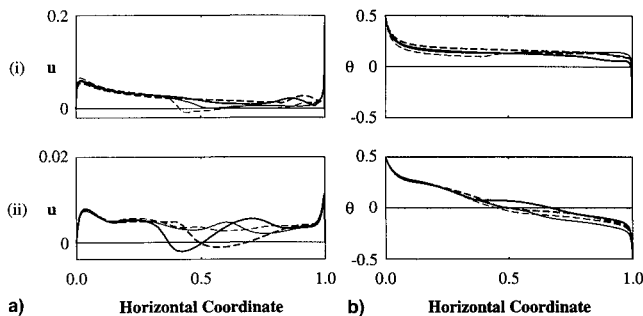 0.2
(i) u
0
0.5
θ 0
-0.5
0.02
(ii) u
0
0.0 0.5 1.0
a) Horizontal Coordinate
0.5
θ 0
-0.5
0.0 0.5 1.0
b) Horizontal Coordinate